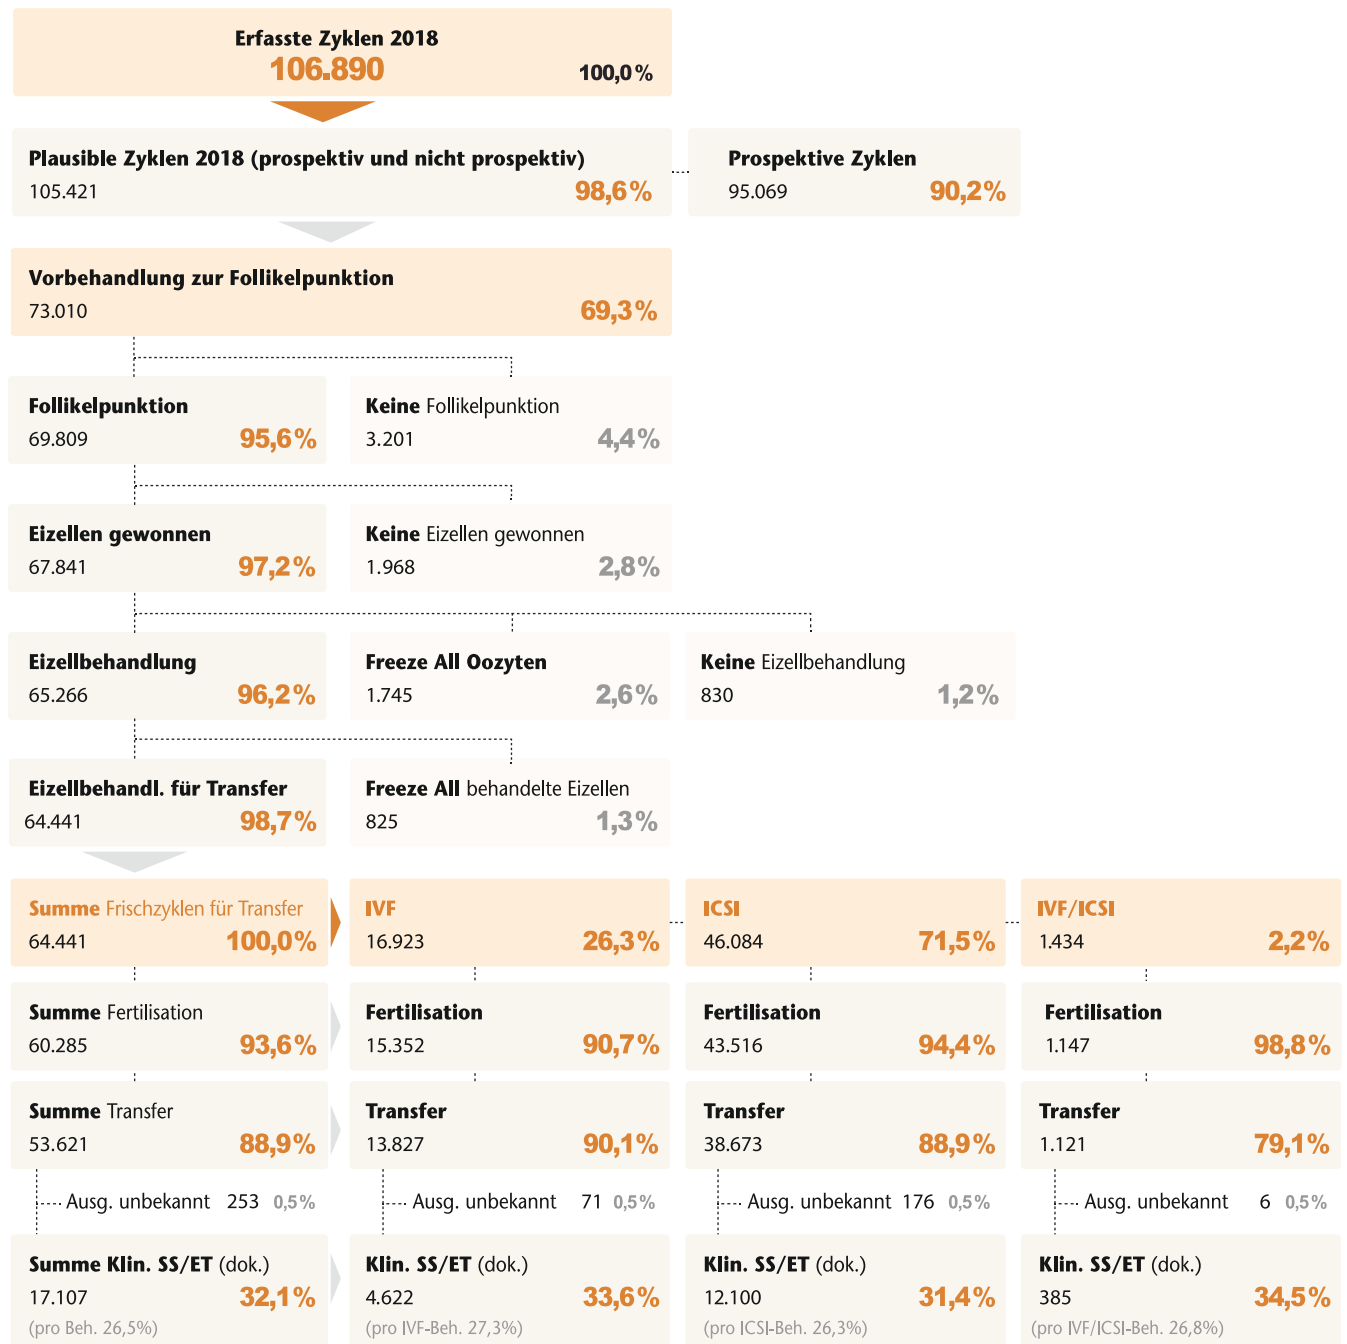 Erfasste Zyklen 2018
106.890 100,0 %
Plausible Zyklen 2018 (prospektiv und nicht prospektiv)
105.421 98,6 %
Prospektive Zyklen
95.069 90,2 %
Vorbehandlung zur Follikelpunktion
73.010 69,3 %
Follikelpunktion
69.809 95,6 %
Keine Follikelpunktion
3.201 4,4 %
Eizellen gewonnen
67.841 97,2 %
Keine Eizellen gewonnen
1.968 2,8 %
Eizellbehandlung
65.266 96,2 %
Freeze All Oozyten
1.745 2,6 %
Keine Eizellbehandlung
830 1,2 %
Eizellbehandl. für Transfer
64.441 98,7 %
Freeze All behandelte Eizellen
825 1,3 %
Summe Frischzyklen für Transfer
64.441 100,0 %
IVF
16.923 26,3 %
ICSI
46.084 71,5 %
IVF/ICSI
1.434 2,2 %
Summe Fertilisation
60.285 93,6 %
Fertilisation
15.352 90,7 %
Fertilisation
43.516 94,4 %
Fertilisation
1.147 98,8 %
Summe Transfer
53.621 88,9 %
Transfer
13.827 90,1 %
Transfer
38.673 88,9 %
Transfer
1.121 79,1 %
Ausg. unbekannt 253 0,5 %
Ausg. unbekannt 71 0,5 %
Ausg. unbekannt 176 0,5 %
Ausg. unbekannt 6 0,5 %
Summe Klin. SS/ET (dok.)
17.107 32,1 %
(pro Beh. 26,5%)
Klin. SS/ET (dok.)
4.622 33,6 %
(pro IVF-Beh. 27,3%)
Klin. SS/ET (dok.)
12.100 31,4 %
(pro ICSI-Beh. 26,3%)
Klin. SS/ET (dok.)
385 34,5 %
(pro IVF/ICSI-Beh. 26,8%)